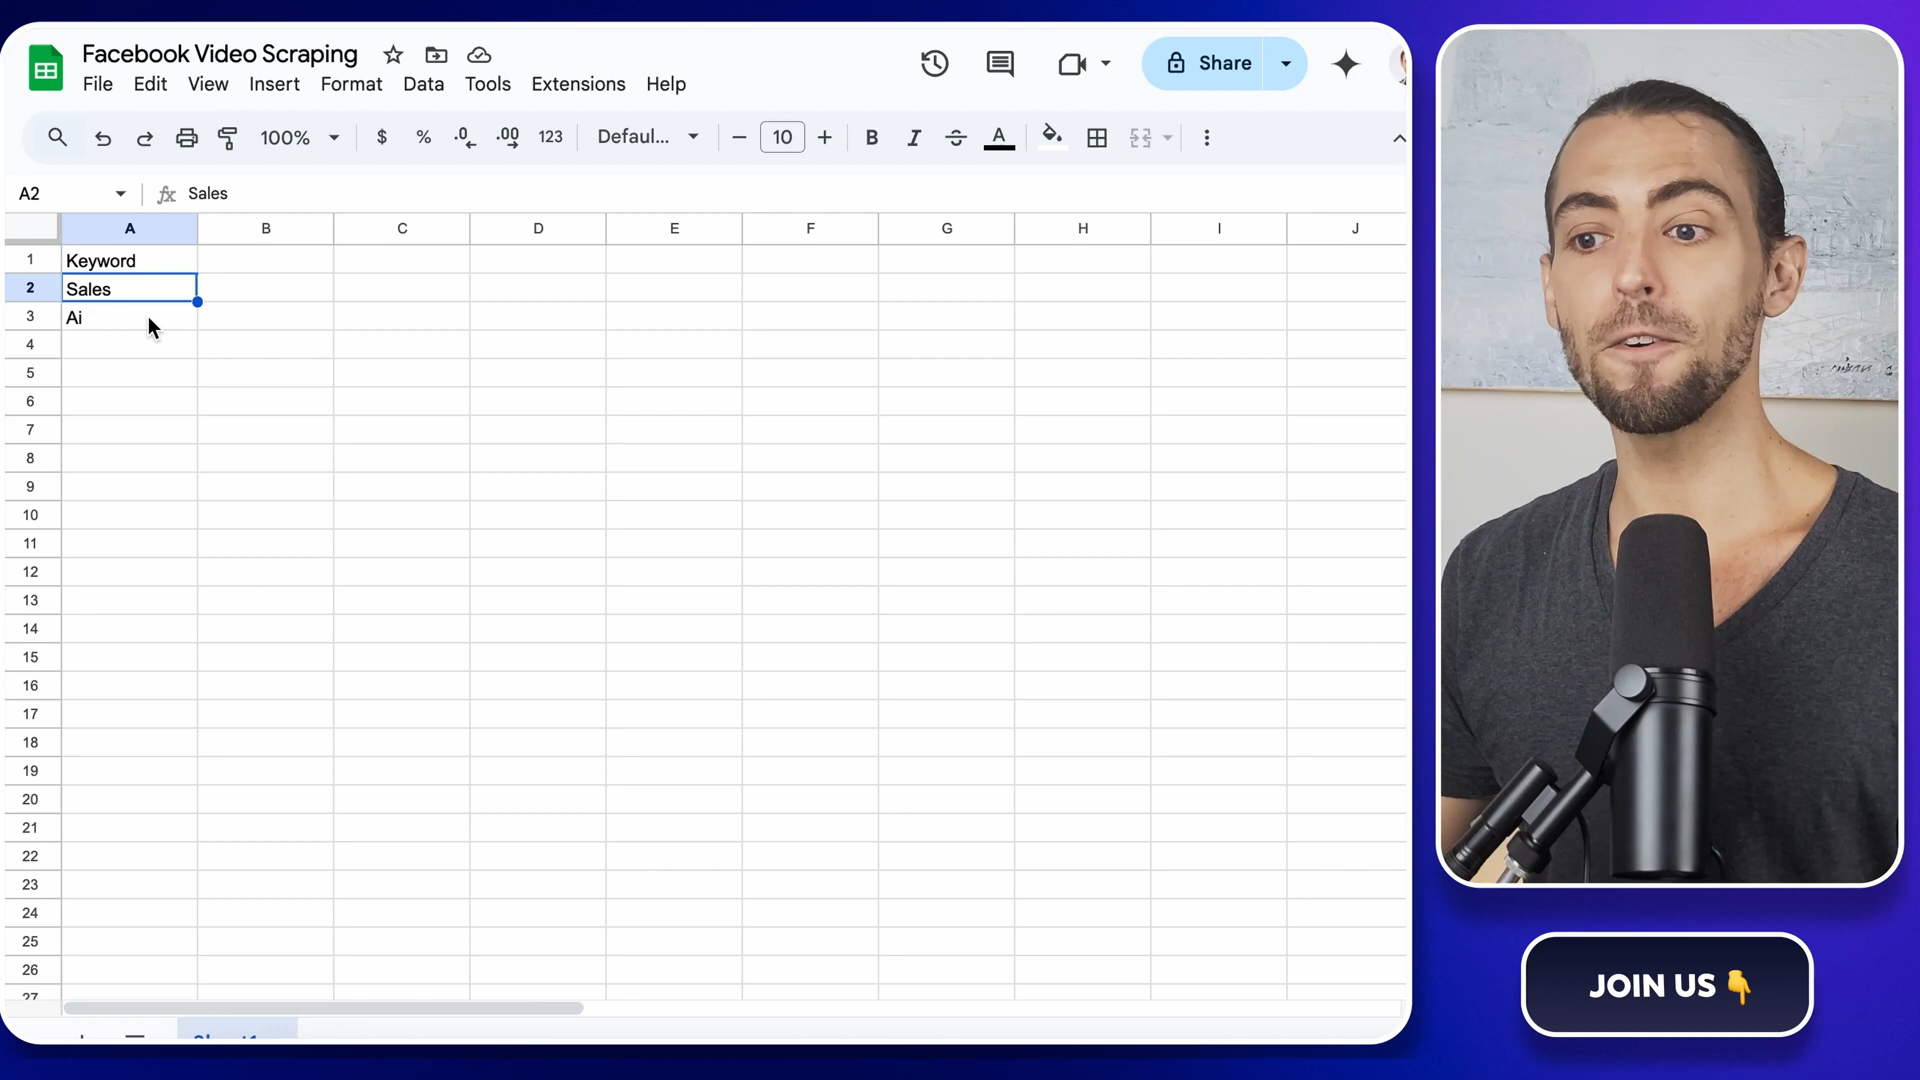 Facebook Video Scraping
File Edit View Insert Format Data Tools Extensions Help
Share
100% $ % .0 .00 123 Defaul... 10 B I A
A2 fx Sales
A B C D E F G H I J
1 Keyword
2 Sales
3 Ai
4
5
6
7
8
9
10
11
12
13
14
15
16
17
18
19
20
21
22
23
24
25
26
27
JOIN US 👇